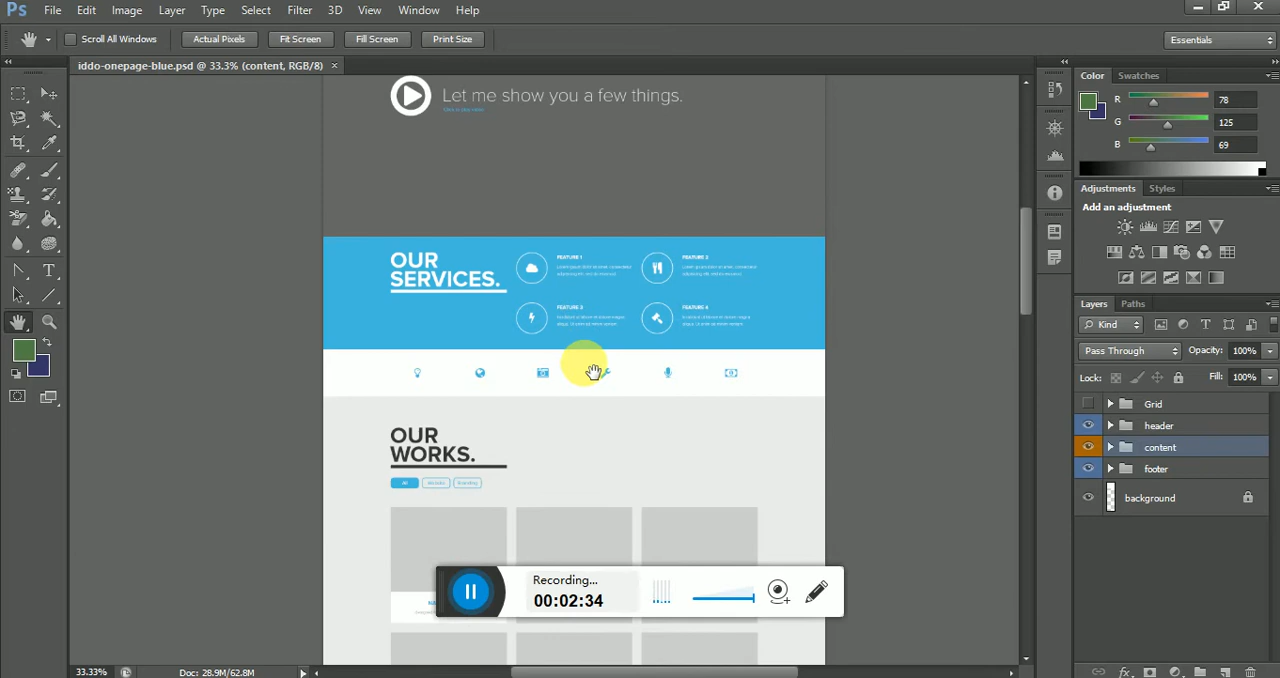 Ps File Edit Image Layer Type Select Filter 3D View Window Help
Scroll All Windows Actual Pixels Fit Screen Fill Screen Print Size Essentials
iddo-onepage-blue.psd @ 33.3% (content, RGB/8) ×
Color Swatches
R 78
G 125
B 69
Adjustments Styles
Add an adjustment
Layers Paths
Kind
Pass Through Opacity: 100%
Lock: Fill: 100%
Grid
header
content
footer
background
Let me show you a few things.
OUR
SERVICES.
FEATURE 1
FEATURE 2
FEATURE 3
FEATURE 4
OUR
WORKS.
All
Branding
Recording...
00:02:34
33.33% Doc: 28.9M/62.8M